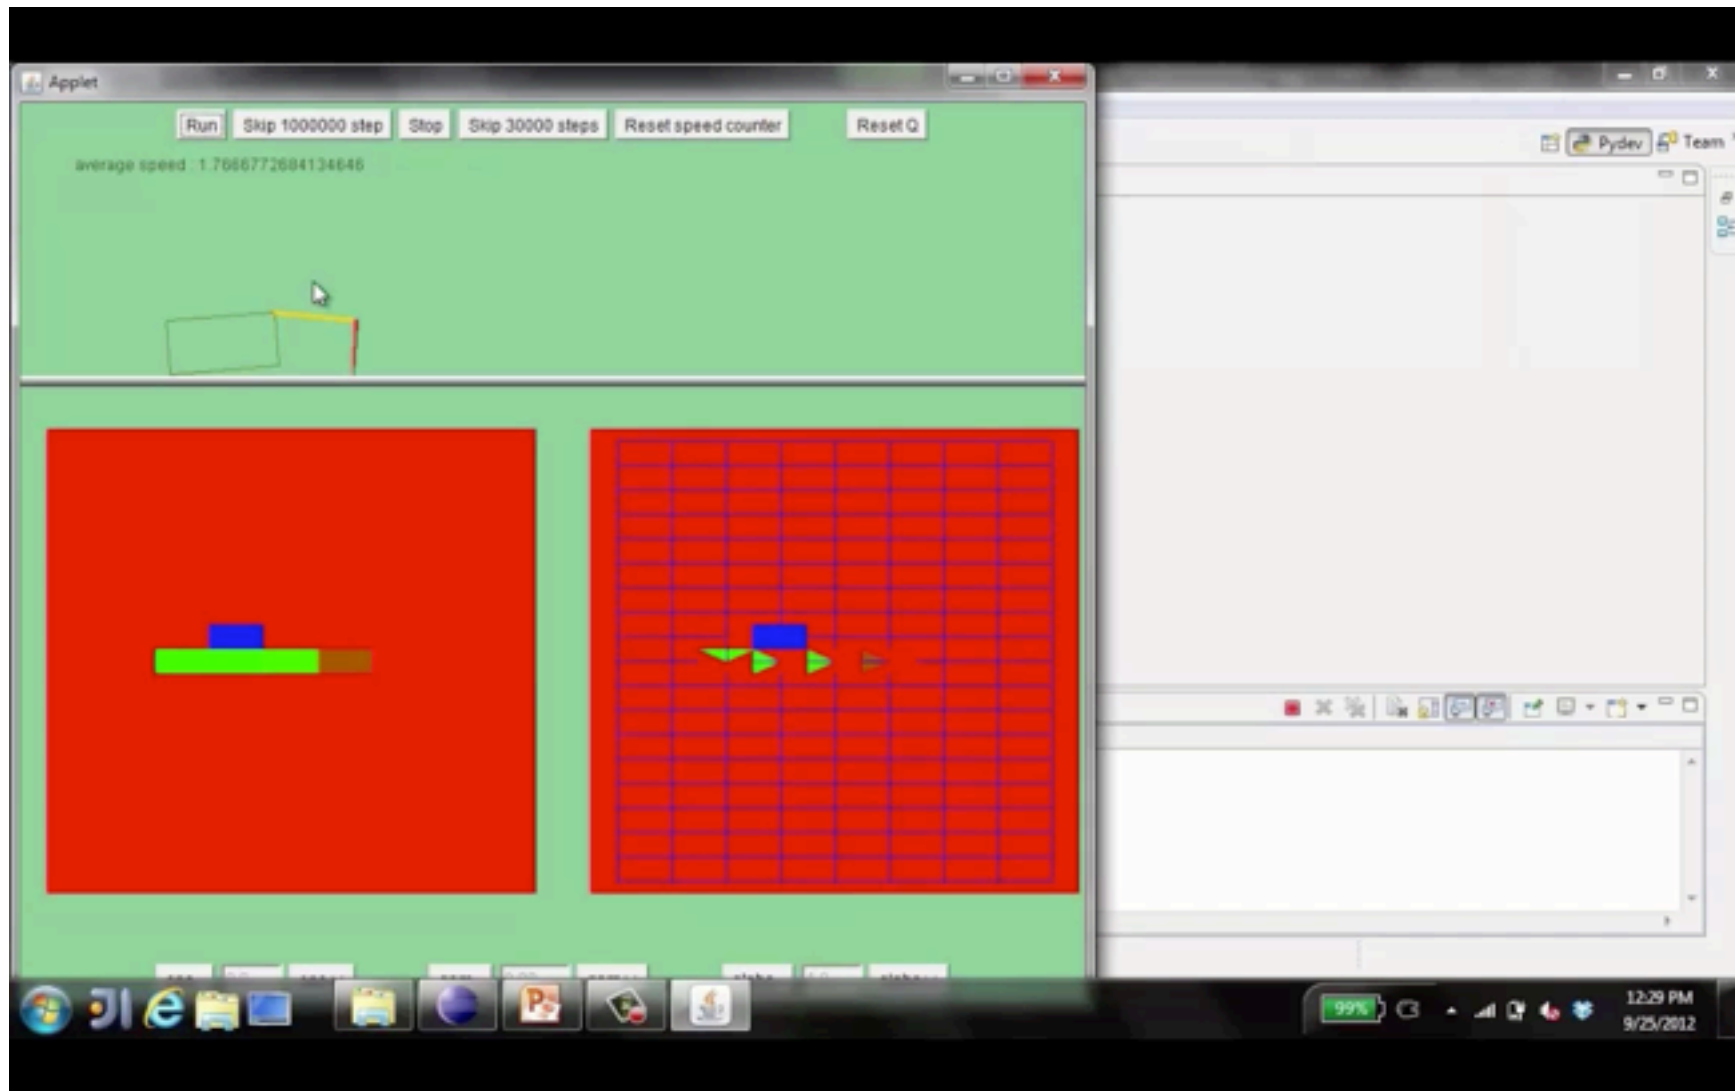 Applet
Run Skip 1000000 step Stop Skip 30000 steps Reset speed counter Reset Q
average speed : 1.7666772684134646
Pydev Team
99%
12:29 PM
9/25/2012